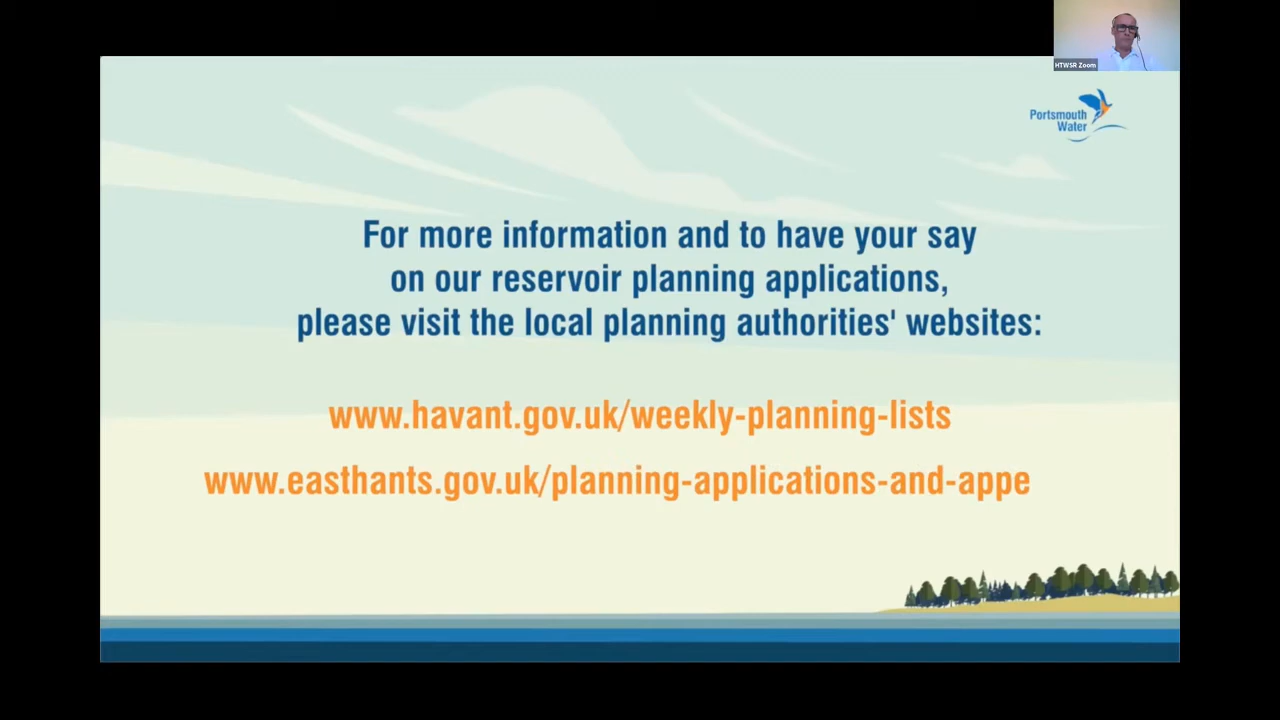 HTWSR Zoom
Portsmouth
Water
For more information and to have your say
on our reservoir planning applications,
please visit the local planning authorities' websites:
www.havant.gov.uk/weekly-planning-lists
www.easthants.gov.uk/planning-applications-and-appe